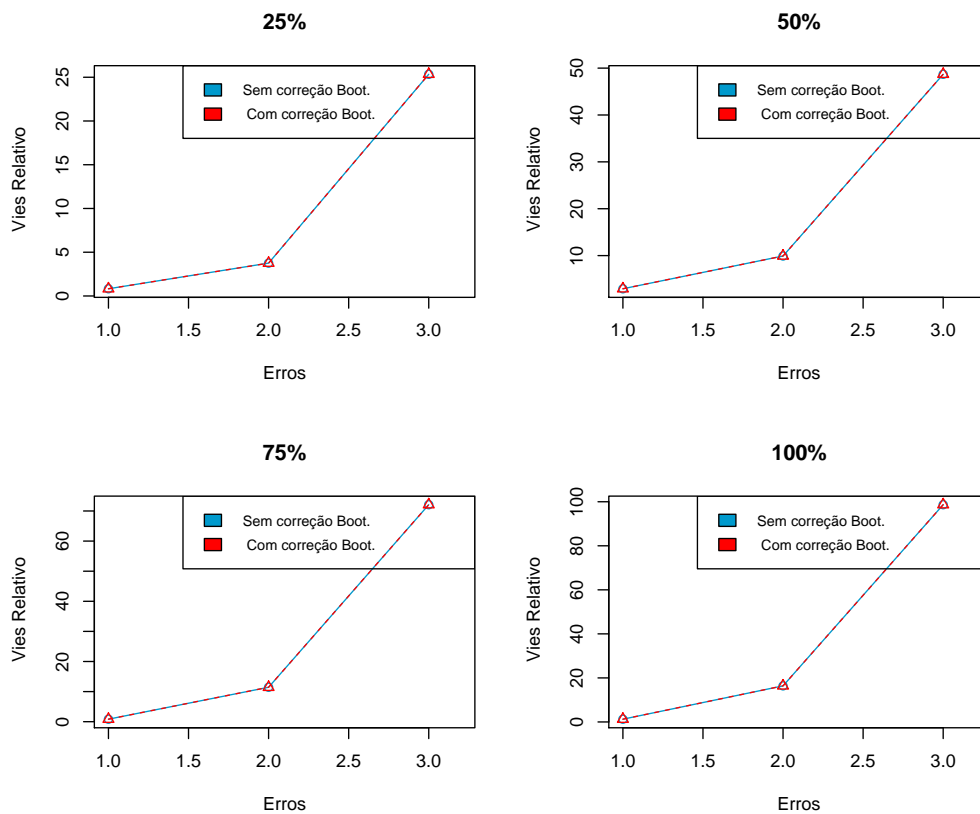 25%
Vies Relativo
0 5 10 15 20 25
Sem correção Boot.
Com correção Boot.
1.0 1.5 2.0 2.5 3.0
Erros
50%
Vies Relativo
10 20 30 40 50
Sem correção Boot.
Com correção Boot.
1.0 1.5 2.0 2.5 3.0
Erros
75%
Vies Relativo
0 20 40 60
Sem correção Boot.
Com correção Boot.
1.0 1.5 2.0 2.5 3.0
Erros
100%
Vies Relativo
0 20 40 60 80 100
Sem correção Boot.
Com correção Boot.
1.0 1.5 2.0 2.5 3.0
Erros